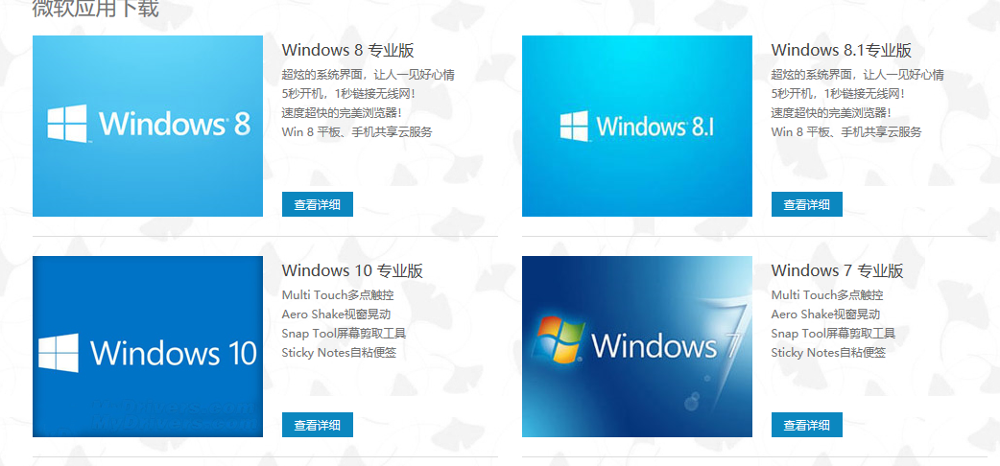 微软应用下载
Windows 8
Windows 8 专业版
超炫的系统界面，让人一见好心情
5秒开机，1秒链接无线网！
速度超快的完美浏览器！
Win 8 平板、手机共享云服务
查看详细
Windows 8.1
Windows 8.1专业版
超炫的系统界面，让人一见好心情
5秒开机，1秒链接无线网！
速度超快的完美浏览器！
Win 8 平板、手机共享云服务
查看详细
Windows 10
Windows 10 专业版
Multi Touch多点触控
Aero Shake视窗晃动
Snap Tool屏幕剪取工具
Sticky Notes自粘便签
查看详细
Windows 7
Windows 7 专业版
Multi Touch多点触控
Aero Shake视窗晃动
Snap Tool屏幕剪取工具
Sticky Notes自粘便签
查看详细